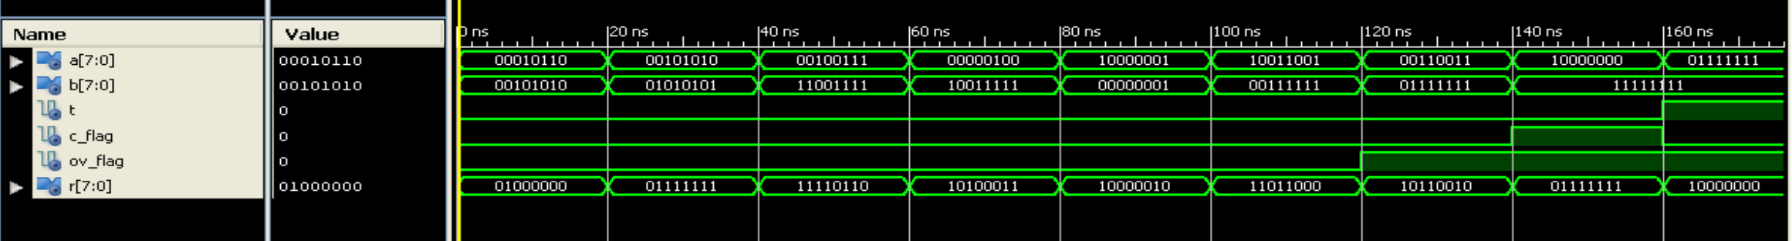 Name Value 0 ns 20 ns 40 ns 60 ns 80 ns 100 ns 120 ns 140 ns 160 ns
a[7:0] 00010110 00010110 00101010 00100111 00000100 10000001 10011001 00110011 10000000 01111111
b[7:0] 00101010 00101010 01010101 11001111 10011111 00000001 00111111 01111111 11111111
t 0
c_flag 0
ov_flag 0
r[7:0] 01000000 01000000 01111111 11110110 10100011 10000010 11011000 10110010 01111111 10000000